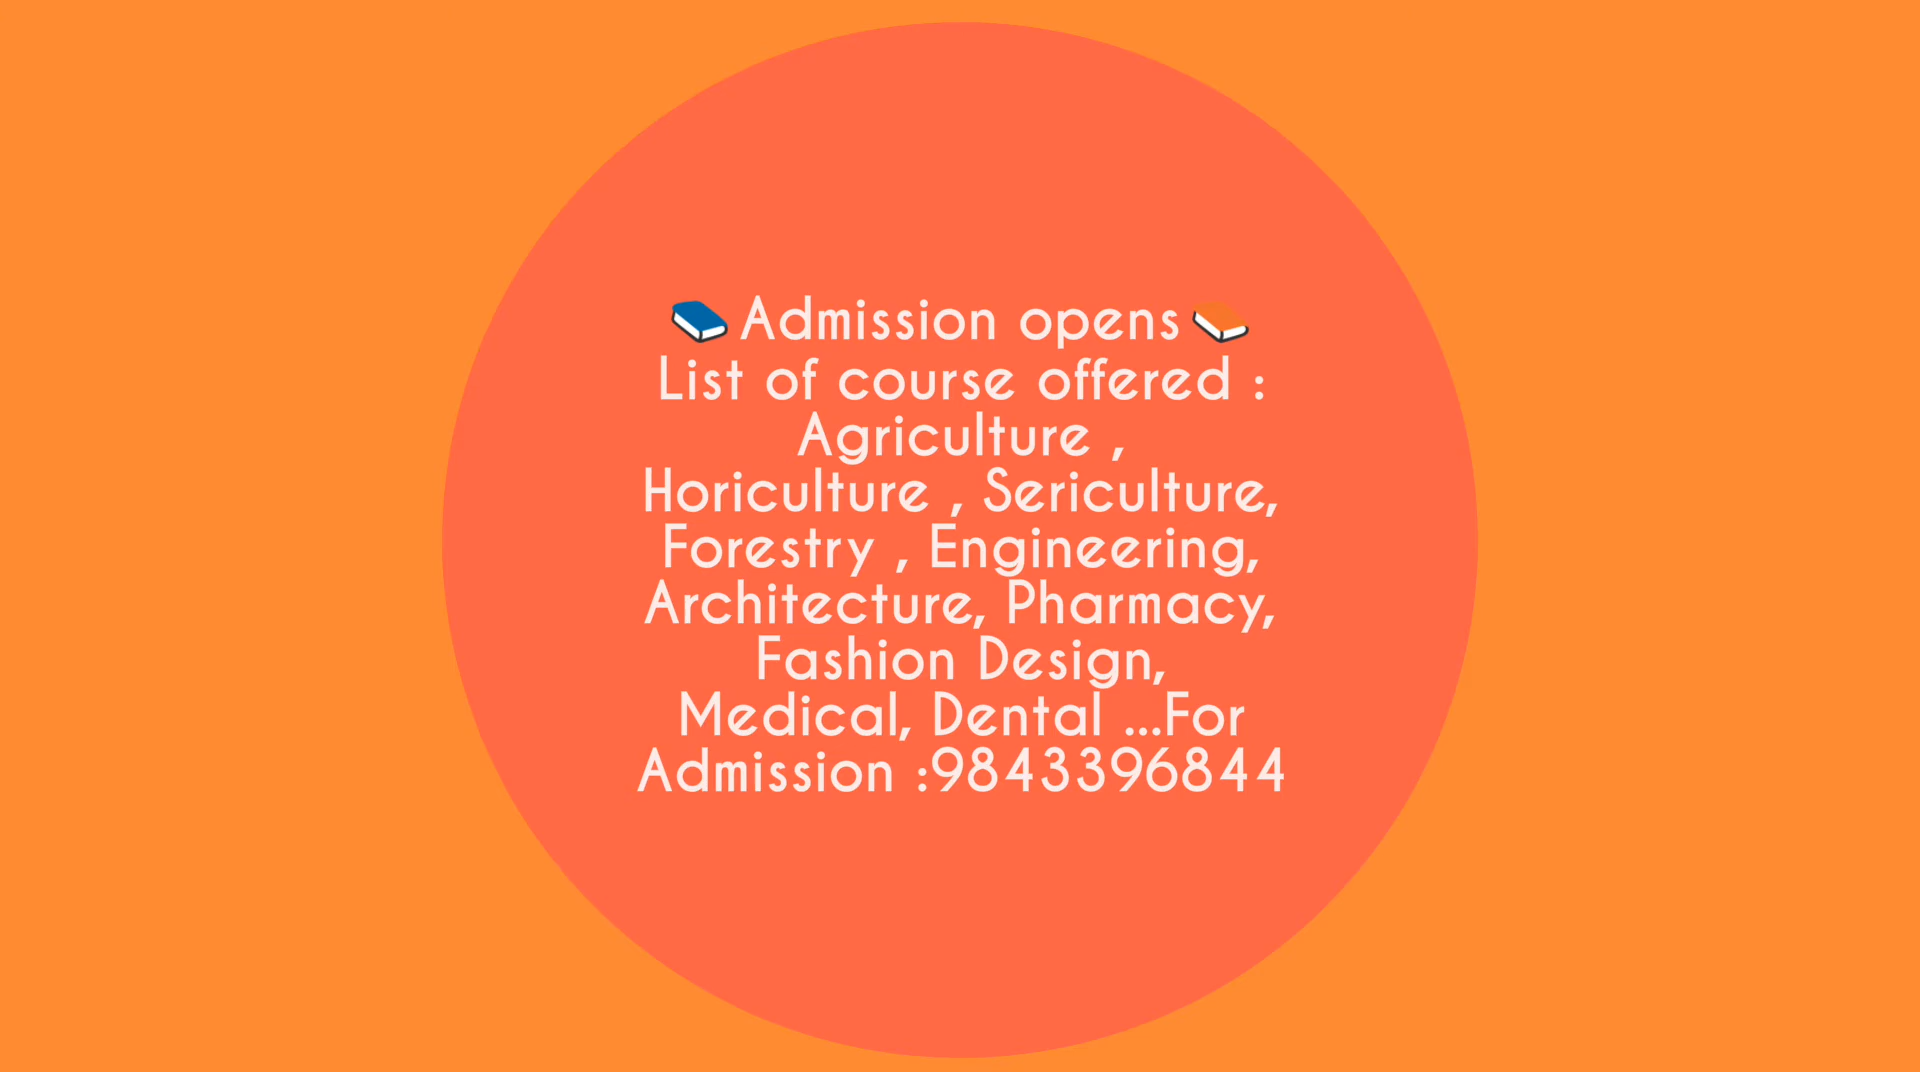 📘 Admission opens 📙
List of course offered :
Agriculture ,
Horiculture , Sericulture,
Forestry , Engineering,
Architecture, Pharmacy,
Fashion Design,
Medical, Dental ...For
Admission :9843396844